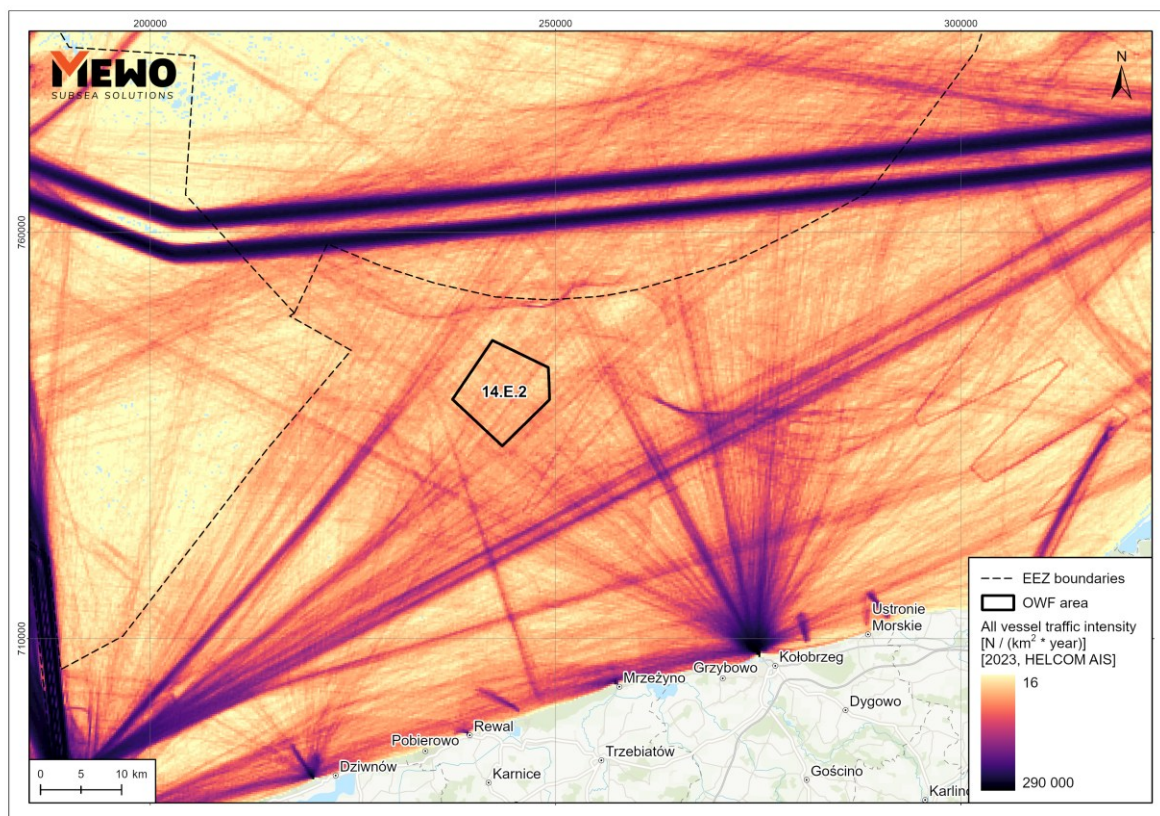 200000
250000
300000
MEWO
SUBSEA SOLUTIONS
N
760000
14.E.2
710000
Ustronie
Morskie
Kołobrzeg
Grzybowo
Mrzeżyno
Dygowo
Rewal
Pobierowo
Trzebiatów
Dziwnów
Karnice
Gościno
Karlin
0 5 10 km
EEZ boundaries
OWF area
All vessel traffic intensity
[N / (km² * year)]
[2023, HELCOM AIS]
16
290 000